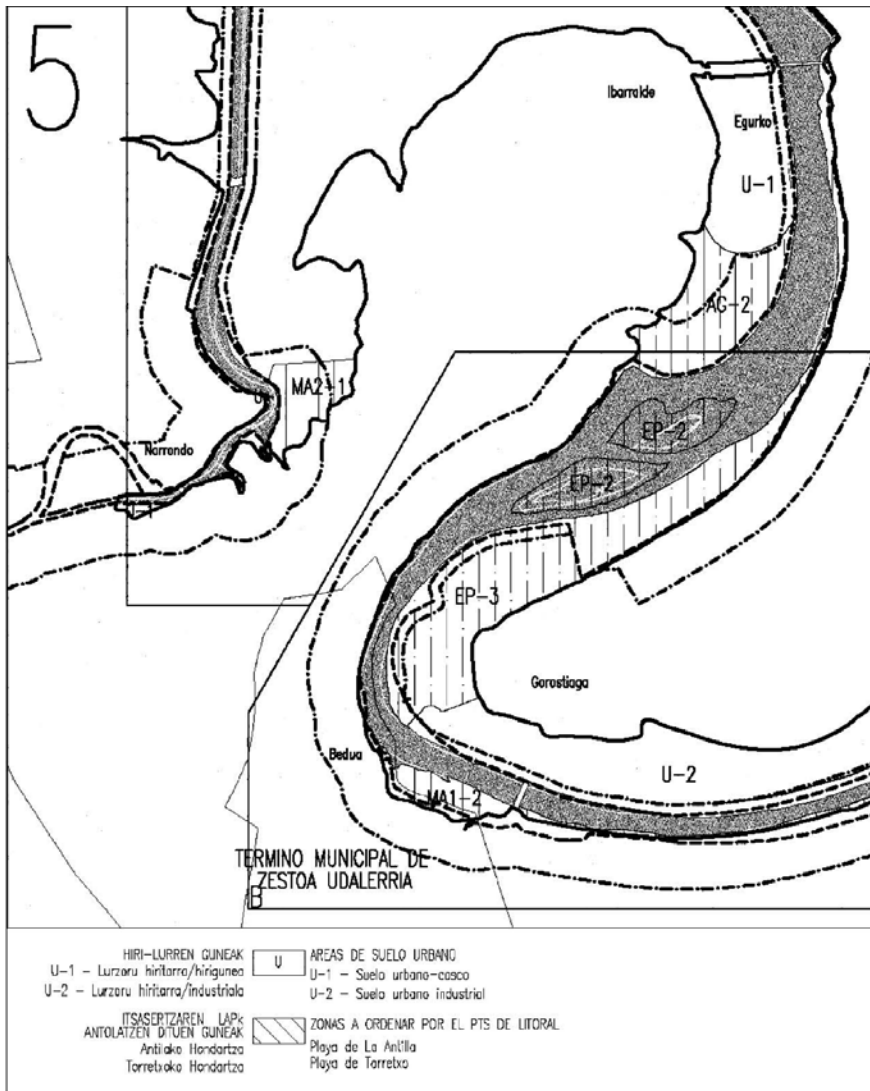 5
Ibarralde
Egurko
U-1
AG-2
MA2-1
EP-2
Narrondo
EP-2
EP-3
Gorostiaga
Bedua
U-2
MA1-2
TERMINO MUNICIPAL DE
ZESTOA UDALERRIA
B
HIRI-LURREN GUNEAK
U-1 - Lurzoru hiritarra/hirigunea
U-2 - Lurzoru hiritarra/industriala
U
AREAS DE SUELO URBANO
U-1 - Suelo urbano-casco
U-2 - Suelo urbano industrial
ITSASERTZAREN LAPk
ANTOLATZEN DITUEN GUNEAK
Antilako Hondartza
Torretxoko Hondartza
ZONAS A ORDENAR POR EL PTS DE LITORAL
Playa de La Antilla
Playa de Torretxo